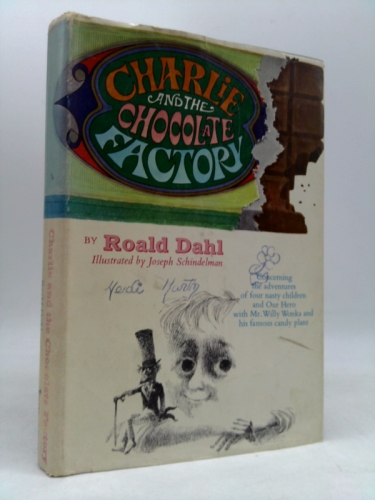 CHARLIE
AND THE
CHOCOLATE
FACTORY
BY Roald Dahl
Illustrated by Joseph Schindelman
Concerning
the adventures
of four nasty children
and Our Hero
with Mr. Willy Wonka and
his famous candy plant
Charlie and the Chocolate Factory